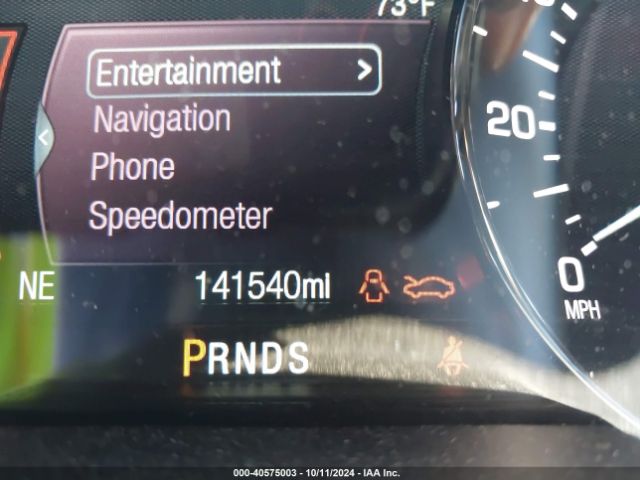 73°F
Entertainment >
Navigation
Phone
Speedometer
20
0
MPH
NE 141540mi
PRNDS
000-40575003 - 10/11/2024 - IAA Inc.